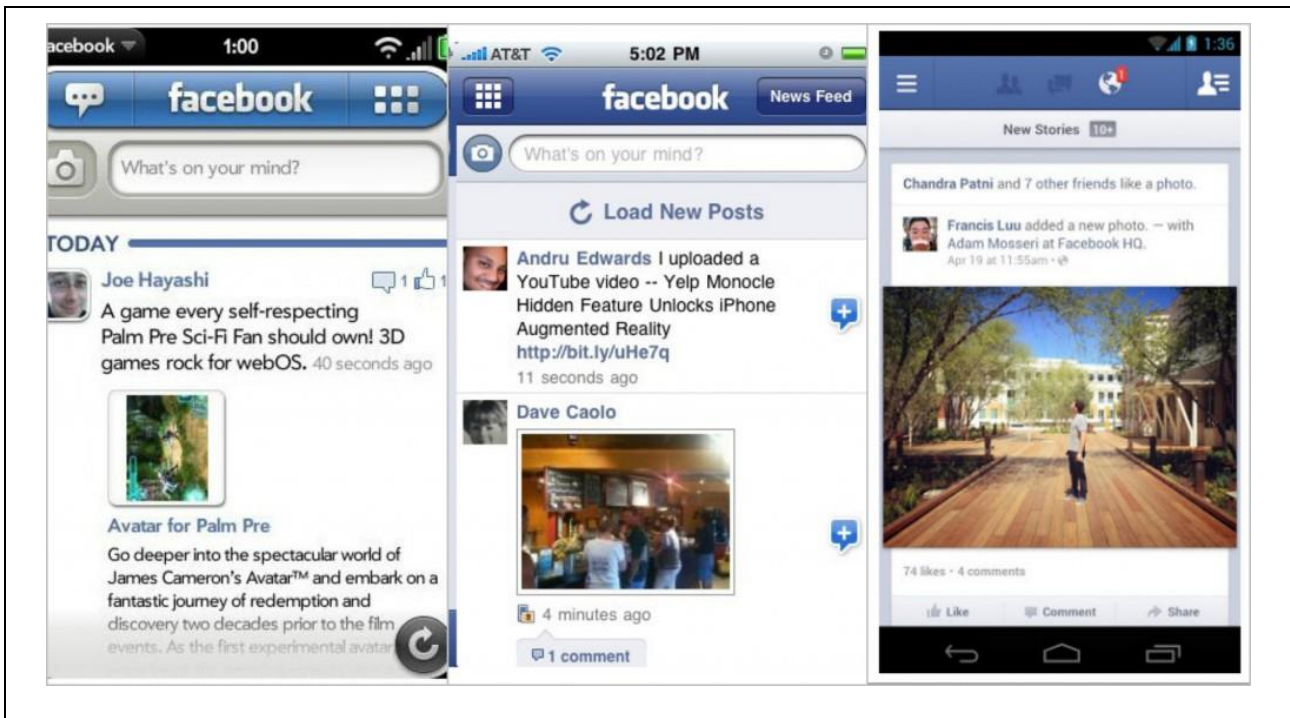 acebook
1:00
facebook
What's on your mind?
TODAY
Joe Hayashi
1 1
A game every self-respecting
Palm Pre Sci-Fi Fan should own! 3D
games rock for webOS. 40 seconds ago
Avatar for Palm Pre
Go deeper into the spectacular world of
James Cameron's Avatar™ and embark on a
fantastic journey of redemption and
discovery two decades prior to the film
events. As the first experimental avatar
AT&T
5:02 PM
facebook
News Feed
What's on your mind?
Load New Posts
Andru Edwards I uploaded a
YouTube video -- Yelp Monocle
Hidden Feature Unlocks iPhone
Augmented Reality
http://bit.ly/uHe7q
11 seconds ago
Dave Caolo
4 minutes ago
1 comment
1:36
1
New Stories 10+
Chandra Patni and 7 other friends like a photo.
Francis Luu added a new photo. — with
Adam Mosseri at Facebook HQ.
Apr 19 at 11:55am •
74 likes • 4 comments
Like Comment Share